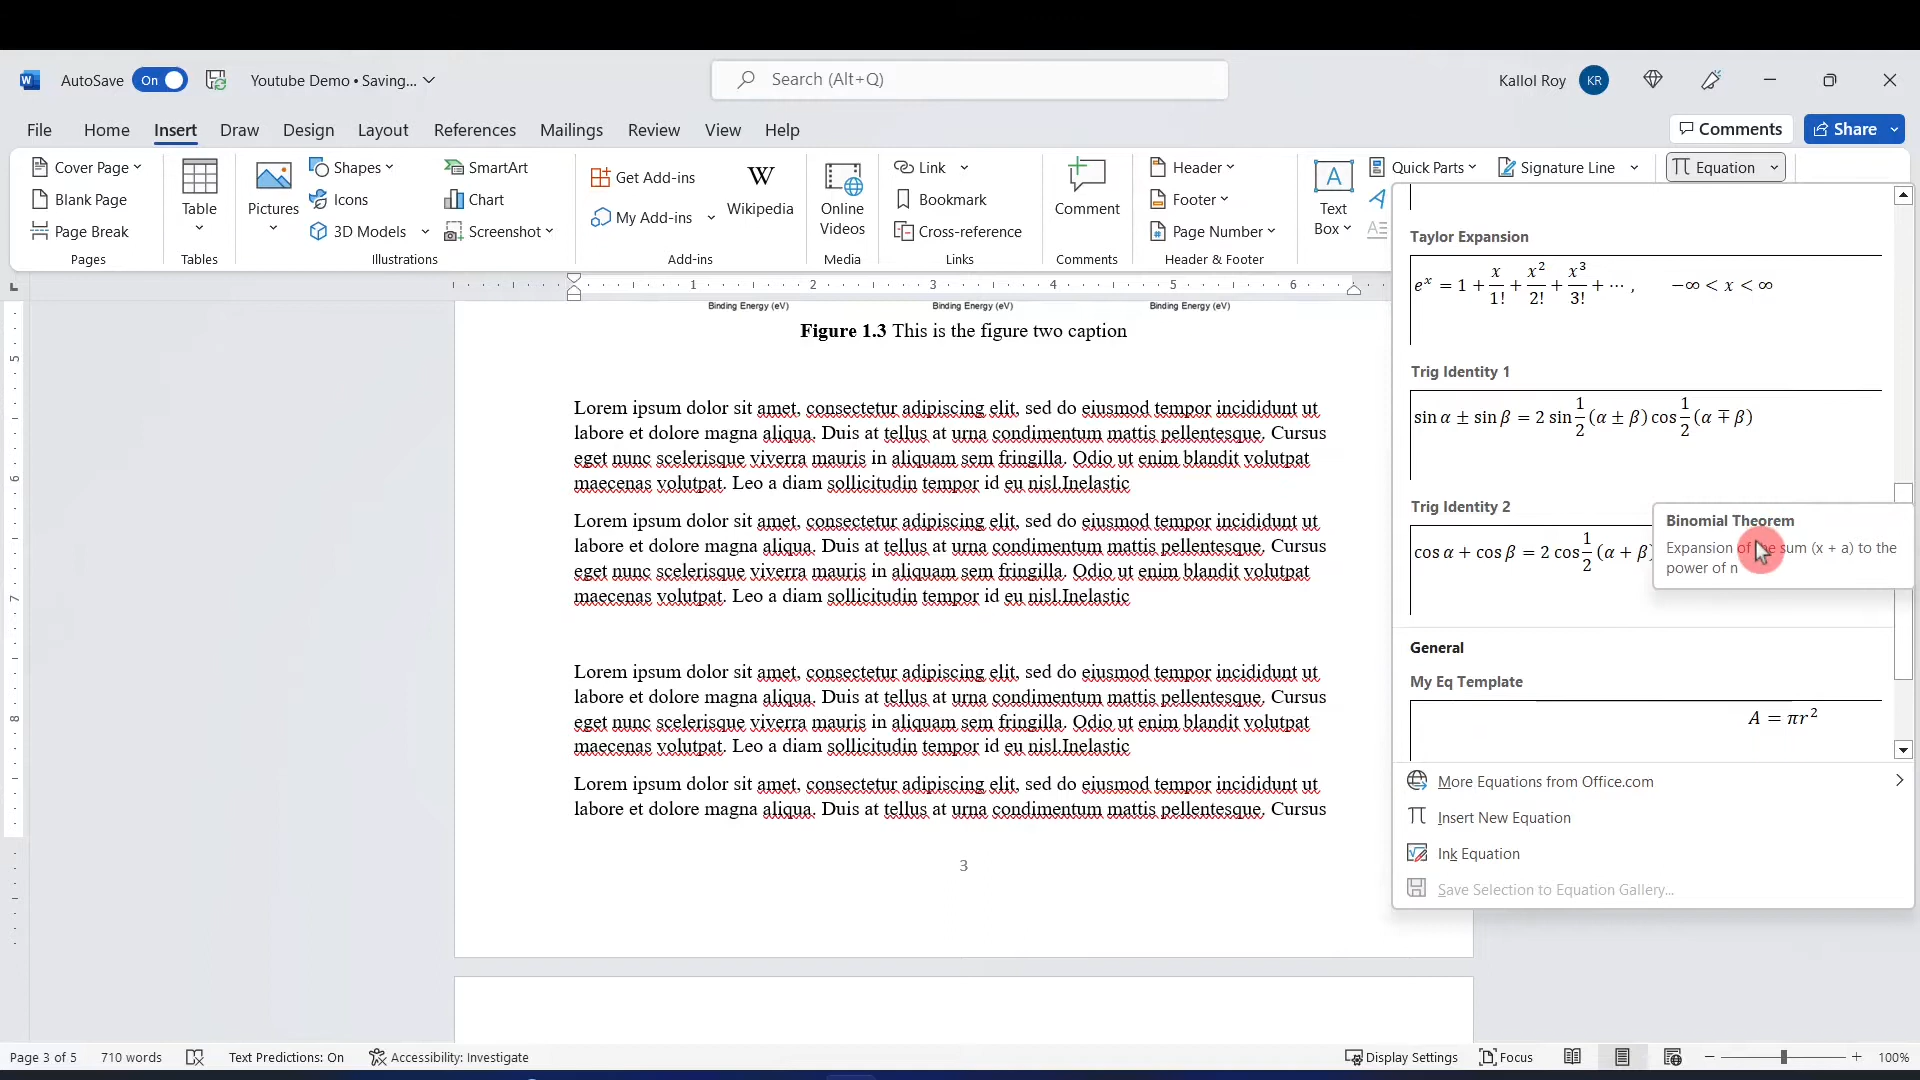 AutoSave On Youtube Demo • Saving... Search (Alt+Q) Kallol Roy KR
File Home Insert Draw Design Layout References Mailings Review View Help Comments Share
Cover Page
Blank Page
Page Break
Pages
Table
Tables
Pictures
Shapes
Icons
3D Models
SmartArt
Chart
Screenshot
Illustrations
Get Add-ins
My Add-ins
Wikipedia
Add-ins
Online
Videos
Media
Link
Bookmark
Cross-reference
Links
Comment
Comments
Header
Footer
Page Number
Header & Footer
Text
Box
Quick Parts
Signature Line
Equation
1 2 3 4 5 6
5
6
7
8
Binding Energy (eV) Binding Energy (eV) Binding Energy (eV)
Figure 1.3 This is the figure two caption
Lorem ipsum dolor sit amet, consectetur adipiscing elit, sed do eiusmod tempor incididunt ut
labore et dolore magna aliqua. Duis at tellus at urna condimentum mattis pellentesque. Cursus
eget nunc scelerisque viverra mauris in aliquam sem fringilla. Odio ut enim blandit volutpat
maecenas volutpat. Leo a diam sollicitudin tempor id eu nisl.Inelastic
Lorem ipsum dolor sit amet, consectetur adipiscing elit, sed do eiusmod tempor incididunt ut
labore et dolore magna aliqua. Duis at tellus at urna condimentum mattis pellentesque. Cursus
eget nunc scelerisque viverra mauris in aliquam sem fringilla. Odio ut enim blandit volutpat
maecenas volutpat. Leo a diam sollicitudin tempor id eu nisl.Inelastic
Lorem ipsum dolor sit amet, consectetur adipiscing elit, sed do eiusmod tempor incididunt ut
labore et dolore magna aliqua. Duis at tellus at urna condimentum mattis pellentesque. Cursus
eget nunc scelerisque viverra mauris in aliquam sem fringilla. Odio ut enim blandit volutpat
maecenas volutpat. Leo a diam sollicitudin tempor id eu nisl.Inelastic
Lorem ipsum dolor sit amet, consectetur adipiscing elit, sed do eiusmod tempor incididunt ut
labore et dolore magna aliqua. Duis at tellus at urna condimentum mattis pellentesque. Cursus
3
Taylor Expansion
e^x = 1 + x/1! + x²/2! + x³/3! + ⋯ , −∞ < x < ∞
Trig Identity 1
sin α ± sin β = 2 sin 1/2 (α ± β) cos 1/2 (α ∓ β)
Trig Identity 2
cos α + cos β = 2 cos 1/2 (α + β)
Binomial Theorem
Expansion of sum (x + a) to the
power of n
General
My Eq Template
A = πr²
More Equations from Office.com
Insert New Equation
Ink Equation
Save Selection to Equation Gallery...
Page 3 of 5 710 words Text Predictions: On Accessibility: Investigate Display Settings Focus 100%